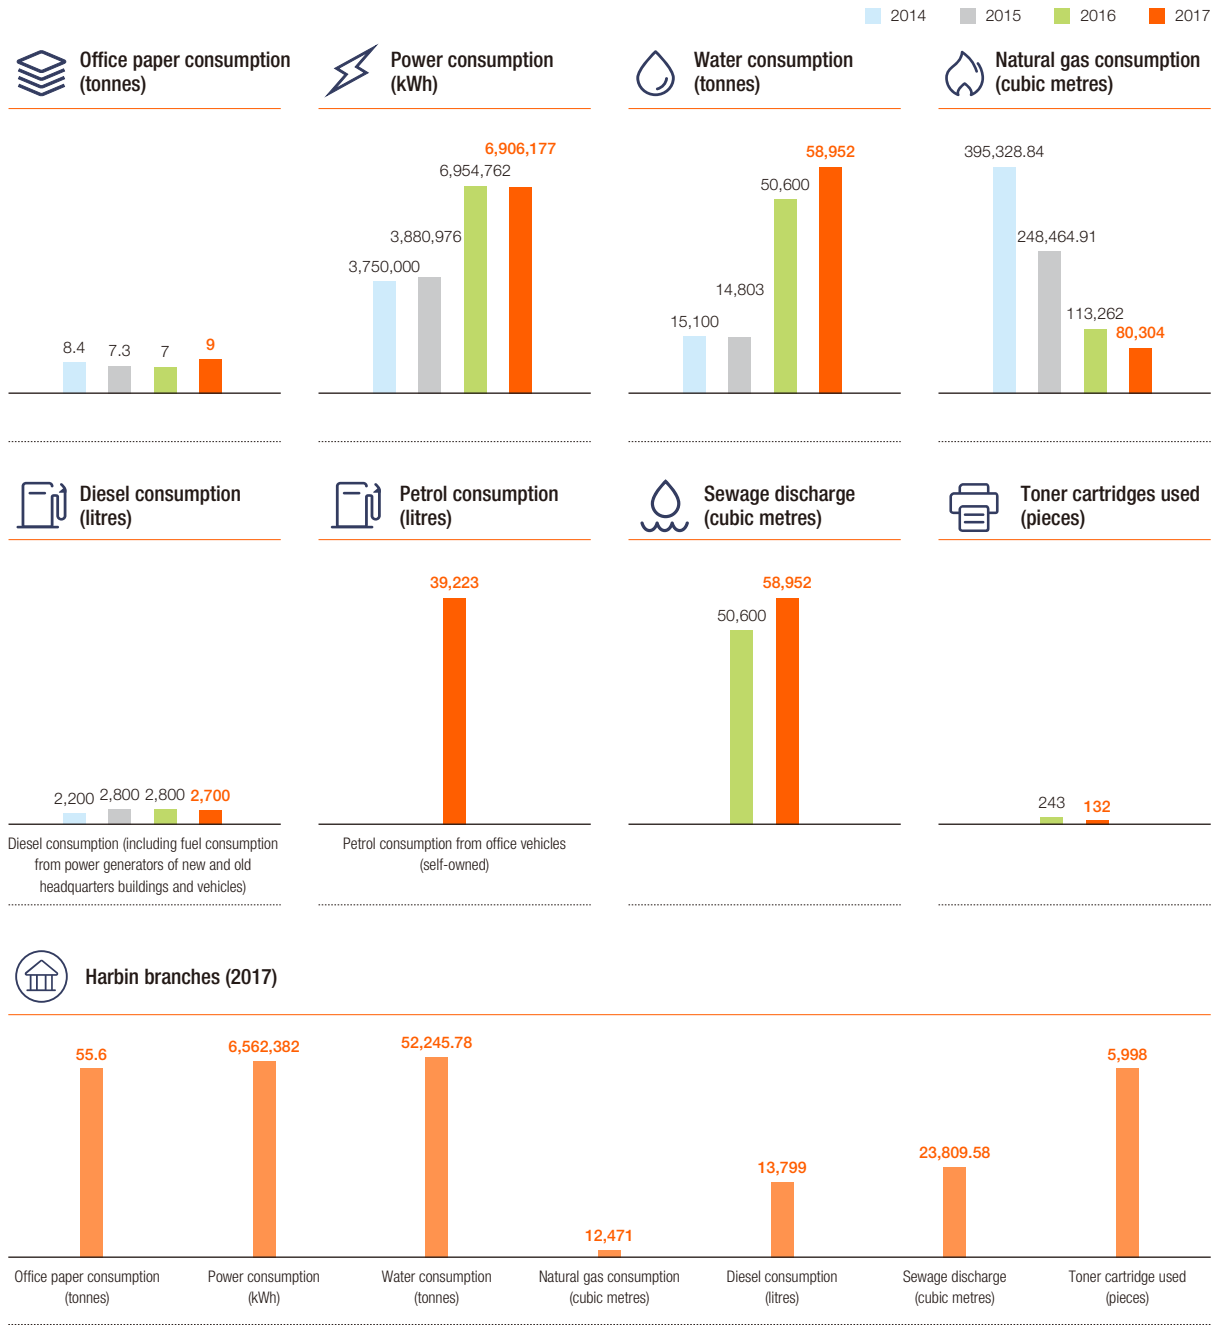 2014 2015 2016 2017
Office paper consumption
(tonnes)
8.4 7.3 7 9
Power consumption
(kWh)
3,750,000 3,880,976 6,954,762 6,906,177
Water consumption
(tonnes)
15,100 14,803 50,600 58,952
Natural gas consumption
(cubic metres)
395,328.84 248,464.91 113,262 80,304
Diesel consumption
(litres)
2,200 2,800 2,800 2,700
Diesel consumption (including fuel consumption
from power generators of new and old
headquarters buildings and vehicles)
Petrol consumption
(litres)
39,223
Petrol consumption from office vehicles
(self-owned)
Sewage discharge
(cubic metres)
50,600 58,952
Toner cartridges used
(pieces)
243 132
Harbin branches (2017)
55.6 6,562,382 52,245.78 12,471 13,799 23,809.58 5,998
Office paper consumption
(tonnes)
Power consumption
(kWh)
Water consumption
(tonnes)
Natural gas consumption
(cubic metres)
Diesel consumption
(litres)
Sewage discharge
(cubic metres)
Toner cartridge used
(pieces)